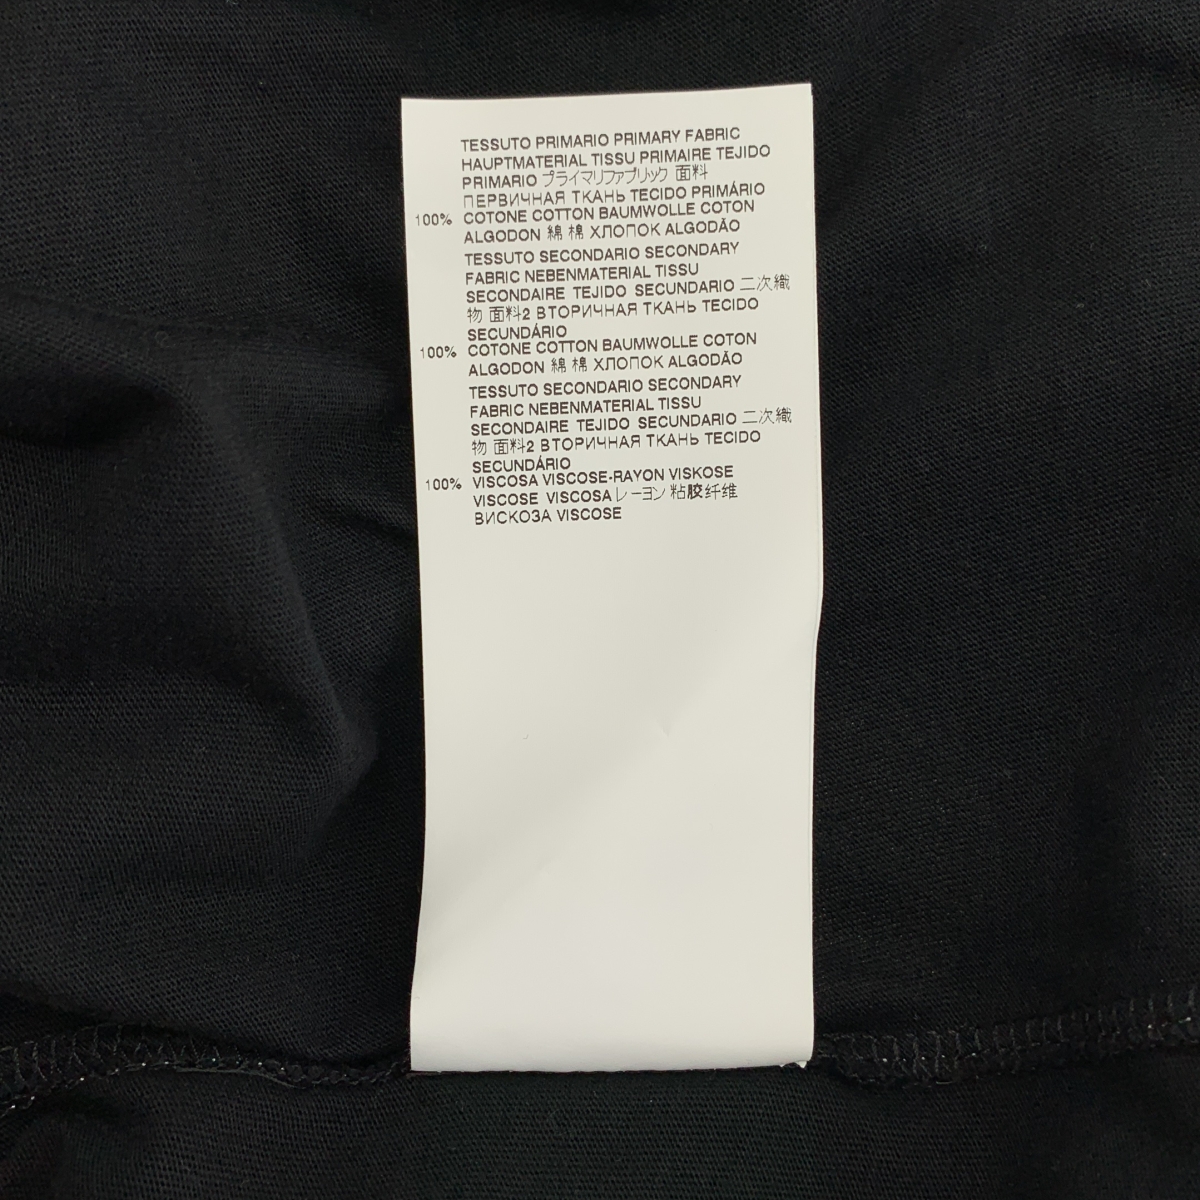 TESSUTO PRIMARIO PRIMARY FABRIC
HAUPTMATERIAL TISSU PRIMAIRE TEJIDO
PRIMARIO プライマリファブリック 面料
ПЕРВИЧНАЯ ТКАНЬ TECIDO PRIMÁRIO
100% COTONE COTTON BAUMWOLLE COTON
ALGODON 綿 棉 ХЛОПОК ALGODÃO
TESSUTO SECONDARIO SECONDARY
FABRIC NEBENMATERIAL TISSU
SECONDAIRE TEJIDO SECUNDARIO 二次織
物 面料2 ВТОРИЧНАЯ ТКАНЬ TECIDO
SECUNDÁRIO
100% COTONE COTTON BAUMWOLLE COTON
ALGODON 綿 棉 ХЛОПОК ALGODÃO
TESSUTO SECONDARIO SECONDARY
FABRIC NEBENMATERIAL TISSU
SECONDAIRE TEJIDO SECUNDARIO 二次織
物 面料2 ВТОРИЧНАЯ ТКАНЬ TECIDO
SECUNDÁRIO
100% VISCOSA VISCOSE-RAYON VISKOSE
VISCOSE VISCOSA レーヨン 粘胶纤维
ВИСКОЗА VISCOSE